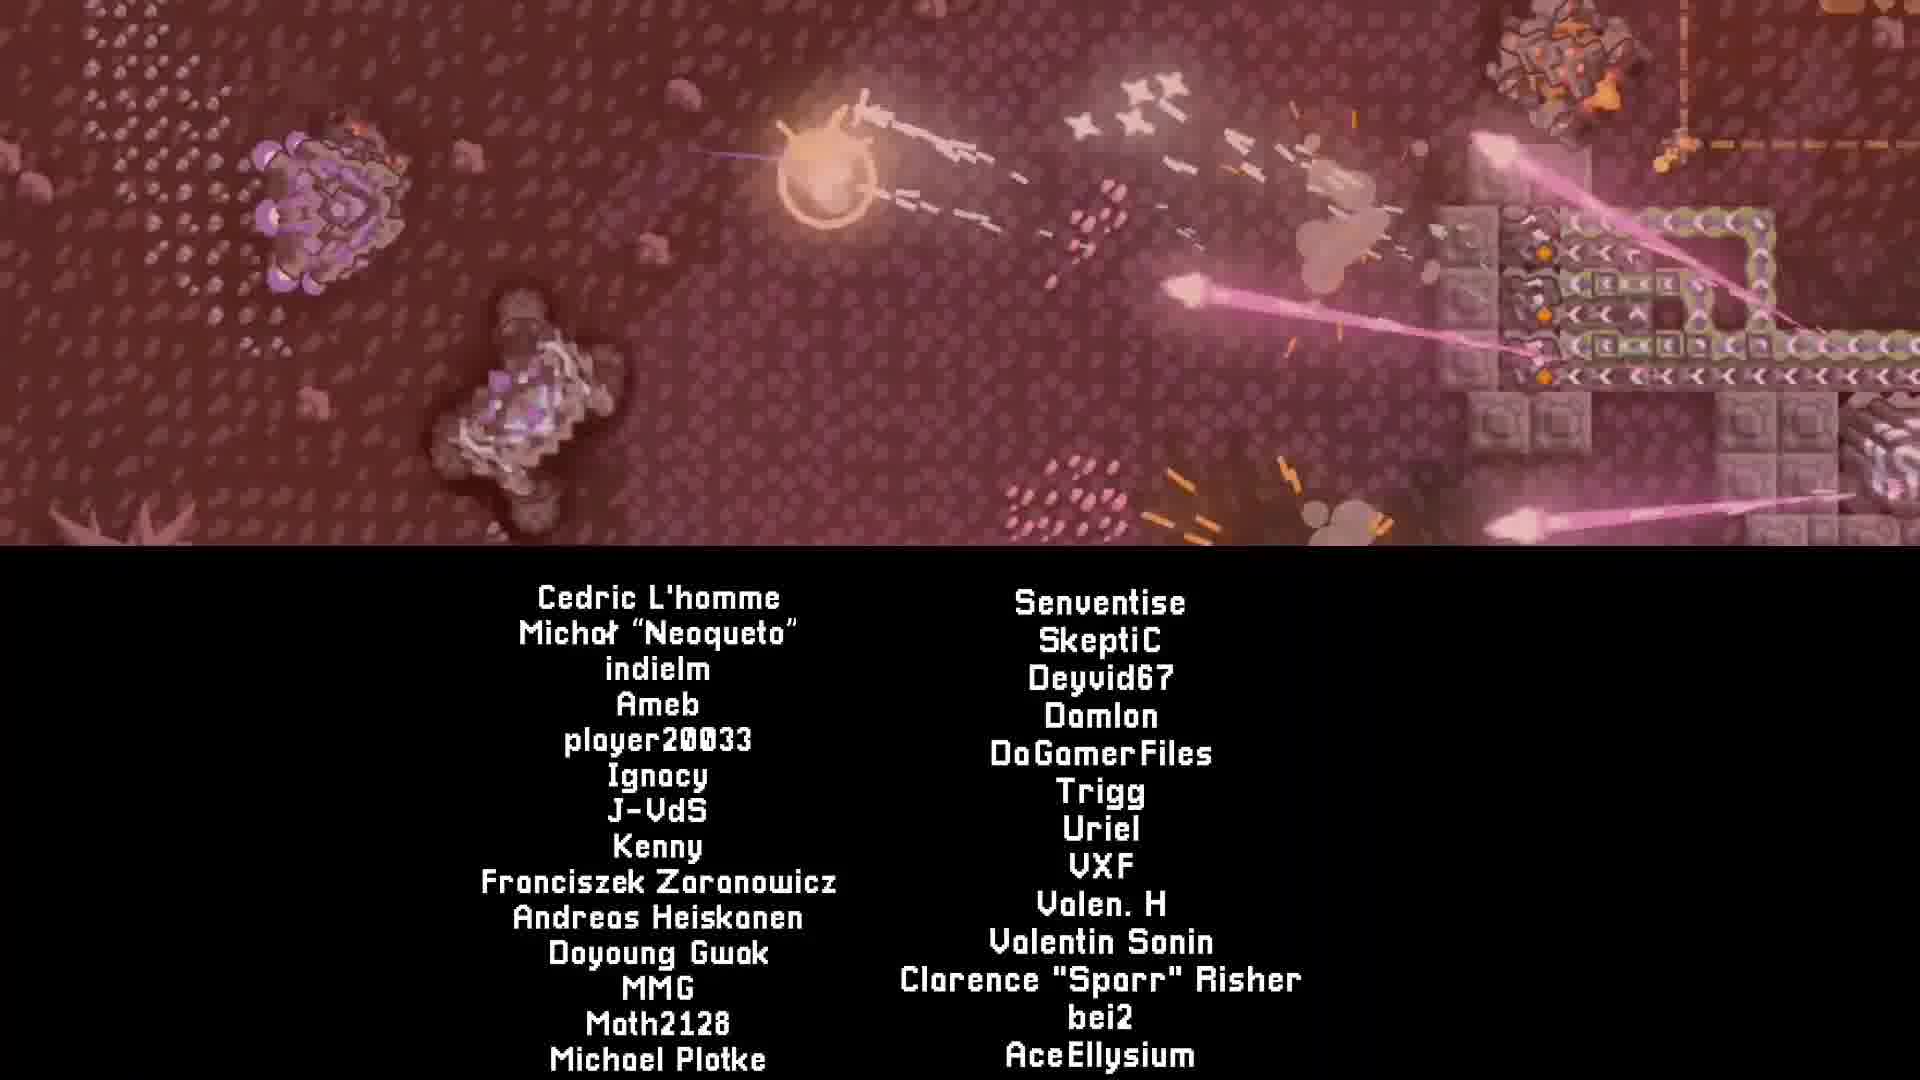 Cedric L'homme
Michał “Neoqueto”
indielm
Ameb
player20033
Ignacy
J-VdS
Kenny
Franciszek Zaranowicz
Andreas Heiskanen
Doyoung Gwak
MMG
Math2128
Michael Plotke
Senventise
SkeptiC
Deyvid67
Damlon
DaGamerFiles
Trigg
Uriel
VXF
Valen. H
Valentin Sonin
Clarence "Sparr" Risher
bei2
AceEllysium